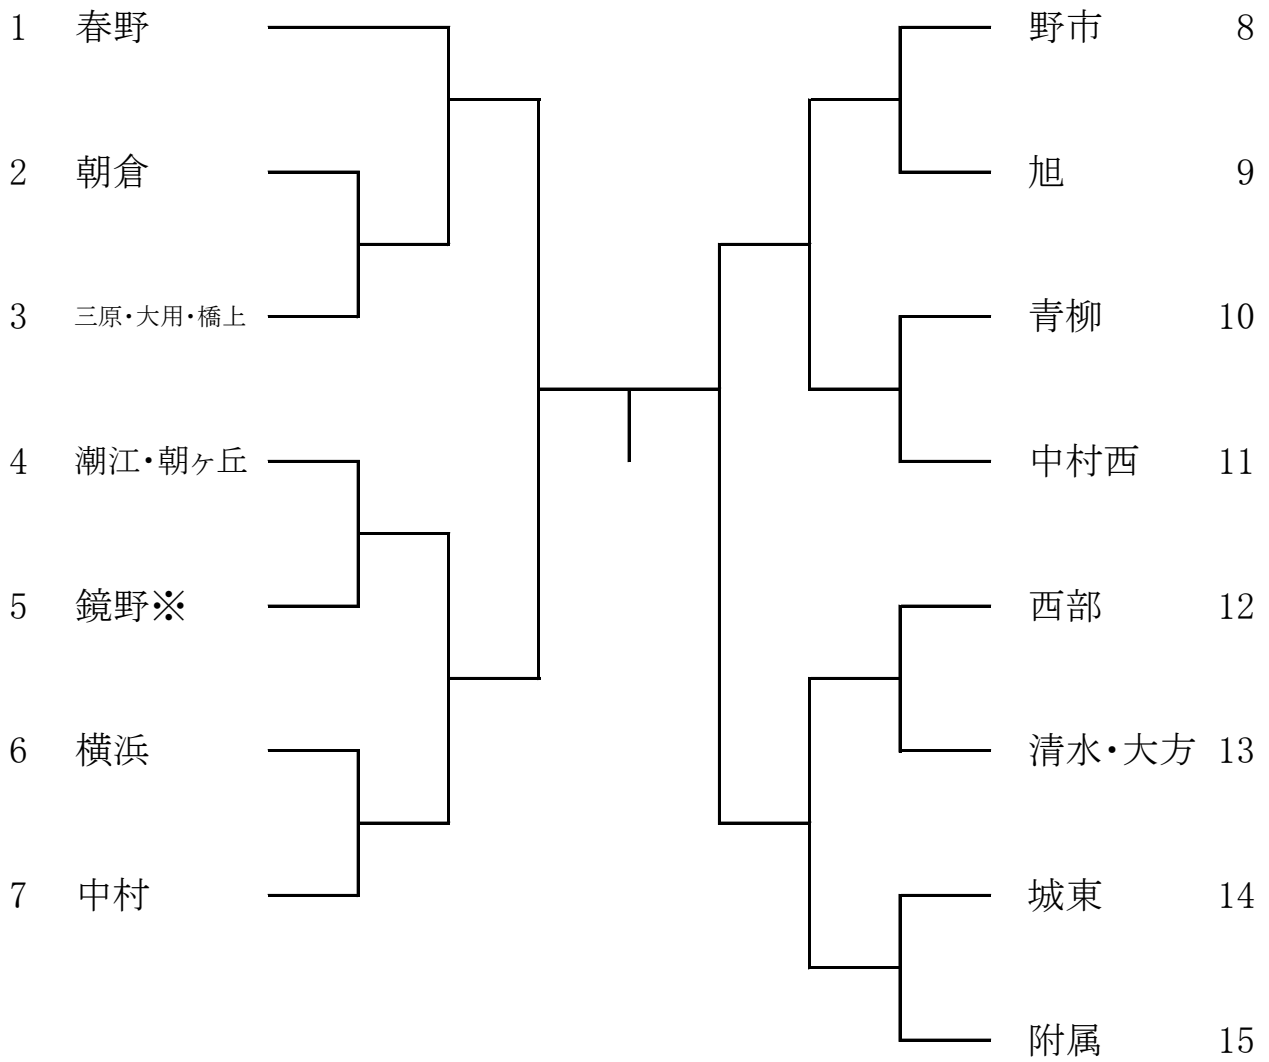 1 春野
2 朝倉
3 三原・大用・橋上
4 潮江・朝ヶ丘
5 鏡野※
6 横浜
7 中村
野市 8
旭 9
青柳 10
中村西 11
西部 12
清水・大方 13
城東 14
附属 15